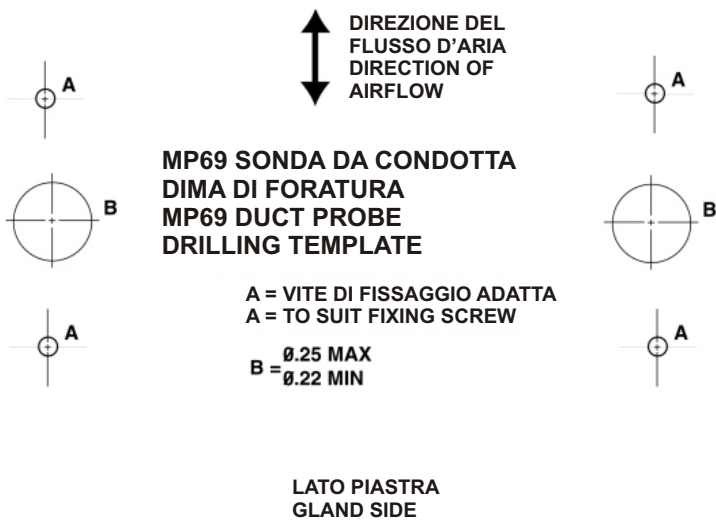 DIREZIONE DEL
FLUSSO D'ARIA
DIRECTION OF
AIRFLOW
A
A
MP69 SONDA DA CONDOTTA
DIMA DI FORATURA
MP69 DUCT PROBE
DRILLING TEMPLATE
B
B
A = VITE DI FISSAGGIO ADATTA
A = TO SUIT FIXING SCREW
A
A
B = Ø.25 MAX
Ø.22 MIN
LATO PIASTRA
GLAND SIDE